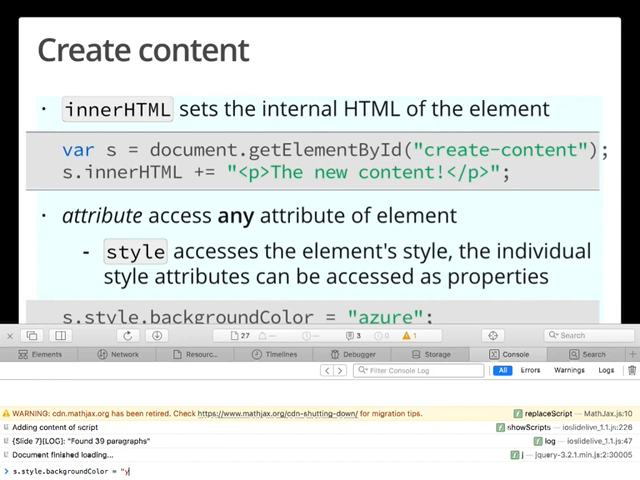 Create content
· innerHTML sets the internal HTML of the element
var s = document.getElementById("create-content");
s.innerHTML += "<p>The new content!</p>";
· attribute access any attribute of element
- style accesses the element's style, the individual
style attributes can be accessed as properties
s.style.backgroundColor = "azure";
27 — — 3 0 1 Search
Elements Network Resourc... Timelines Debugger Storage Console Search
Filter Console Log All Errors Warnings Logs
WARNING: cdn.mathjax.org has been retired. Check https://www.mathjax.org/cdn-shutting-down/ for migration tips. f replaceScript — MathJax.js:10
Adding content of script f showScripts — ioslidelive_1.1.js:226
{Slide 7}[LOG]: "Found 39 paragraphs" f log — ioslidelive_1.1.js:47
Document finished loading... f j — jquery-3.2.1.min.js:2:30005
> s.style.backgroundColor = "y